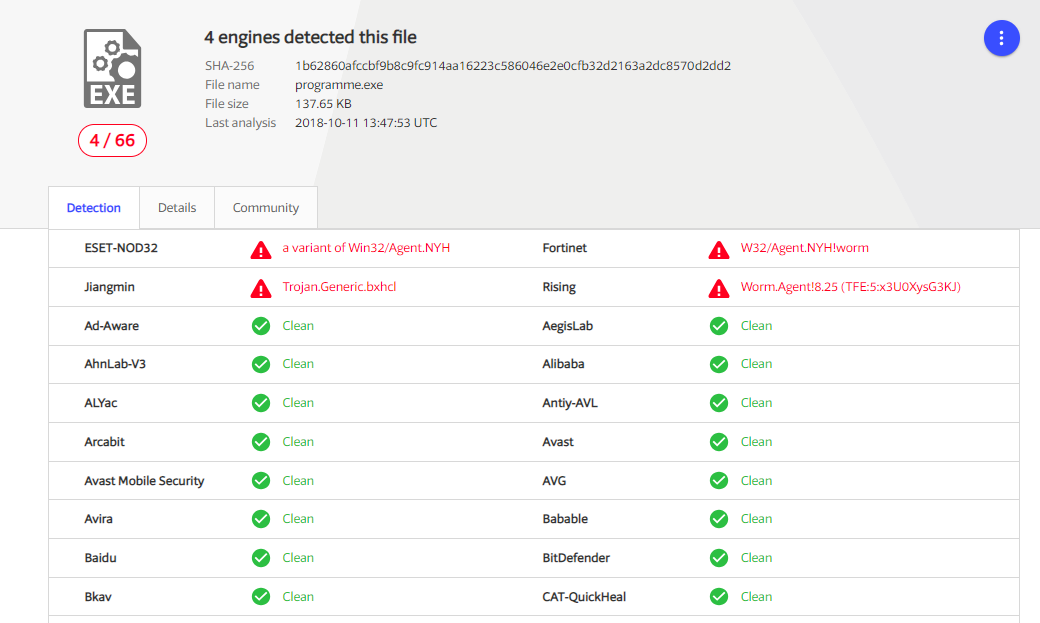 4 engines detected this file
SHA-256 1b62860afccbf9b8c9fc914aa16223c586046e2e0cfb32d2163a2dc8570d2dd2
File name programme.exe
File size 137.65 KB
Last analysis 2018-10-11 13:47:53 UTC
EXE
4 / 66
Detection Details Community
ESET-NOD32 a variant of Win32/Agent.NYH Fortinet W32/Agent.NYH!worm
Jiangmin Trojan.Generic.bxhcl Rising Worm.Agent!8.25 (TFE:5:x3U0XysG3KJ)
Ad-Aware Clean AegisLab Clean
AhnLab-V3 Clean Alibaba Clean
ALYac Clean Antiy-AVL Clean
Arcabit Clean Avast Clean
Avast Mobile Security Clean AVG Clean
Avira Clean Babable Clean
Baidu Clean BitDefender Clean
Bkav Clean CAT-QuickHeal Clean